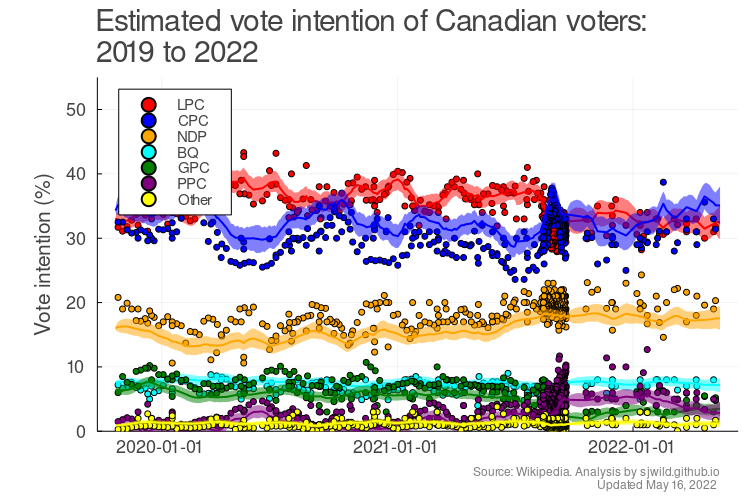 Estimated vote intention of Canadian voters:
2019 to 2022
Vote intention (%)
50
40
30
20
10
0
LPC
CPC
NDP
BQ
GPC
PPC
Other
2020-01-01
2021-01-01
2022-01-01
Source: Wikipedia. Analysis by sjwild.github.io
Updated May 16, 2022